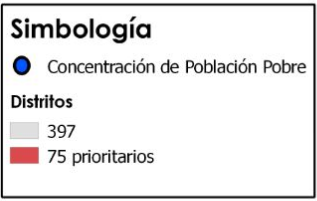 Simbología
Concentración de Población Pobre
Distritos
397
75 prioritarios